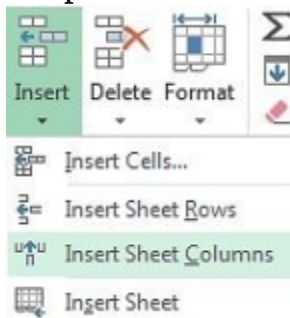 Insert Delete Format
Insert Cells...
Insert Sheet Rows
Insert Sheet Columns
Insert Sheet